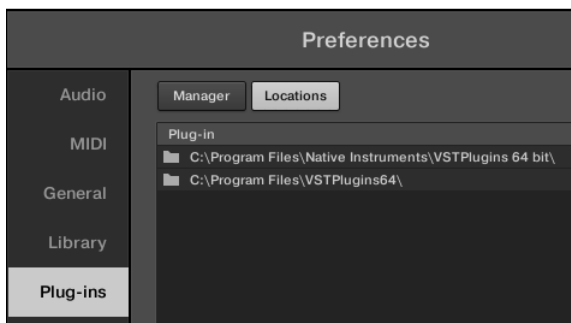 Preferences
Audio
MIDI
General
Library
Plug-ins
Manager Locations
Plug-in
C:\Program Files\Native Instruments\VSTPlugins 64 bit\
C:\Program Files\VSTPlugins64\